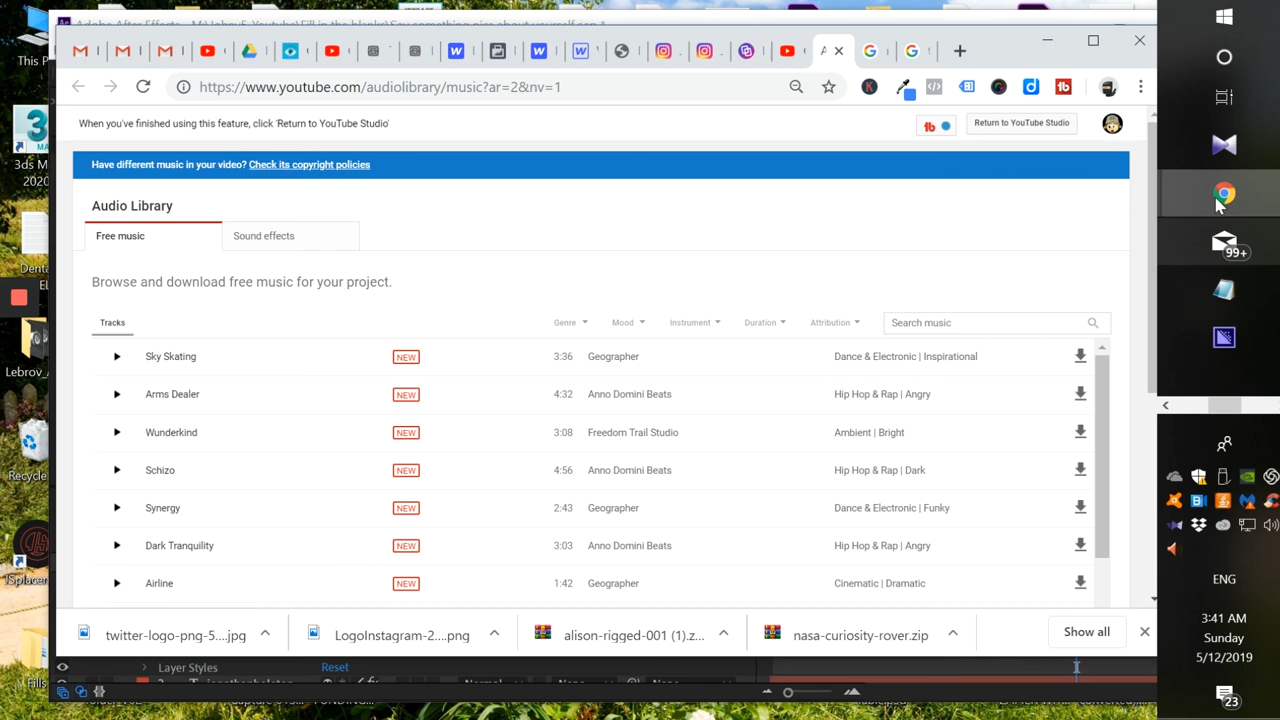 This P
3ds M
2020
Denta
El
Lebrov_A
Recycle
JSplacem
Fills
https://www.youtube.com/audiolibrary/music?ar=2&nv=1
When you've finished using this feature, click 'Return to YouTube Studio'
Return to YouTube Studio
Have different music in your video? Check its copyright policies
Audio Library
Free music
Sound effects
Browse and download free music for your project.
Tracks Genre Mood Instrument Duration Attribution Search music
Sky Skating NEW 3:36 Geographer Dance & Electronic | Inspirational
Arms Dealer NEW 4:32 Anno Domini Beats Hip Hop & Rap | Angry
Wunderkind NEW 3:08 Freedom Trail Studio Ambient | Bright
Schizo NEW 4:56 Anno Domini Beats Hip Hop & Rap | Dark
Synergy NEW 2:43 Geographer Dance & Electronic | Funky
Dark Tranquility NEW 3:03 Anno Domini Beats Hip Hop & Rap | Angry
Airline NEW 1:42 Geographer Cinematic | Dramatic
twitter-logo-png-5....jpg
LogoInstagram-2....png
alison-rigged-001 (1).z...
nasa-curiosity-rover.zip
Show all
Layer Styles Reset
99+
ENG
3:41 AM
Sunday
5/12/2019
23